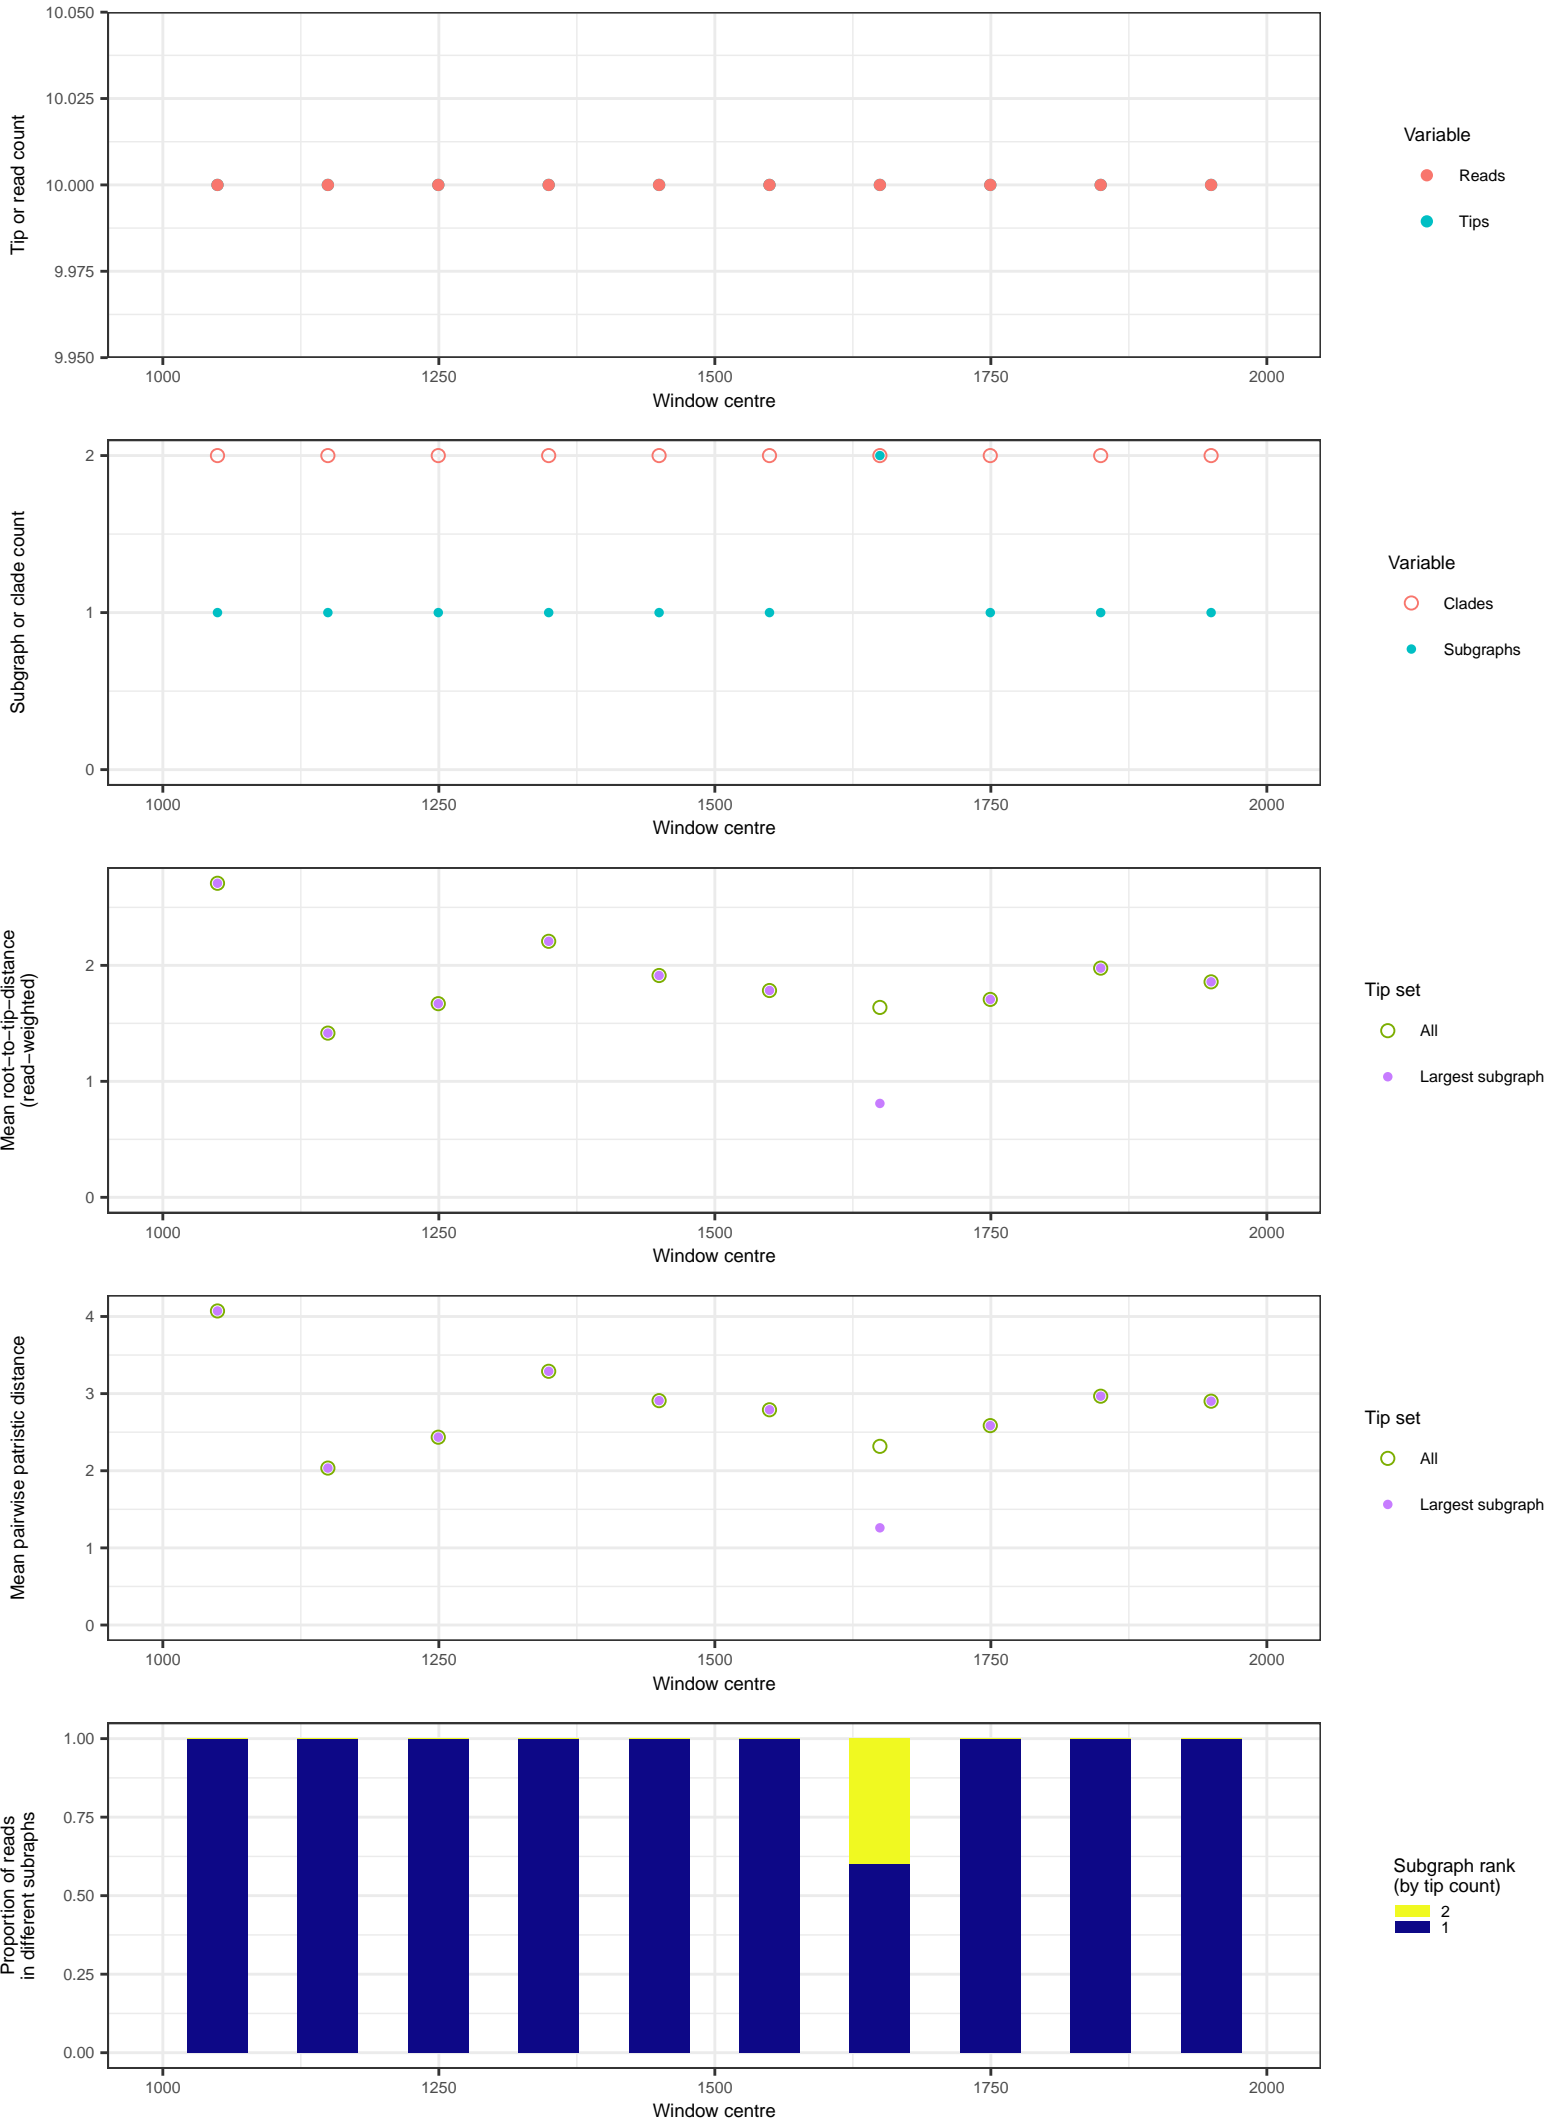 10.050
10.025
10.000
9.975
9.950
Tip or read count
1000 1250 1500 1750 2000
Window centre
Variable
Reads
Tips
2
1
0
Subgraph or clade count
1000 1250 1500 1750 2000
Window centre
Variable
Clades
Subgraphs
2
1
0
Mean root−to−tip−distance
(read−weighted)
1000 1250 1500 1750 2000
Window centre
Tip set
All
Largest subgraph
4
3
2
1
0
Mean pairwise patristic distance
1000 1250 1500 1750 2000
Window centre
Tip set
All
Largest subgraph
1.00
0.75
0.50
0.25
0.00
Proportion of reads
in different subraphs
1000 1250 1500 1750 2000
Window centre
Subgraph rank
(by tip count)
2
1